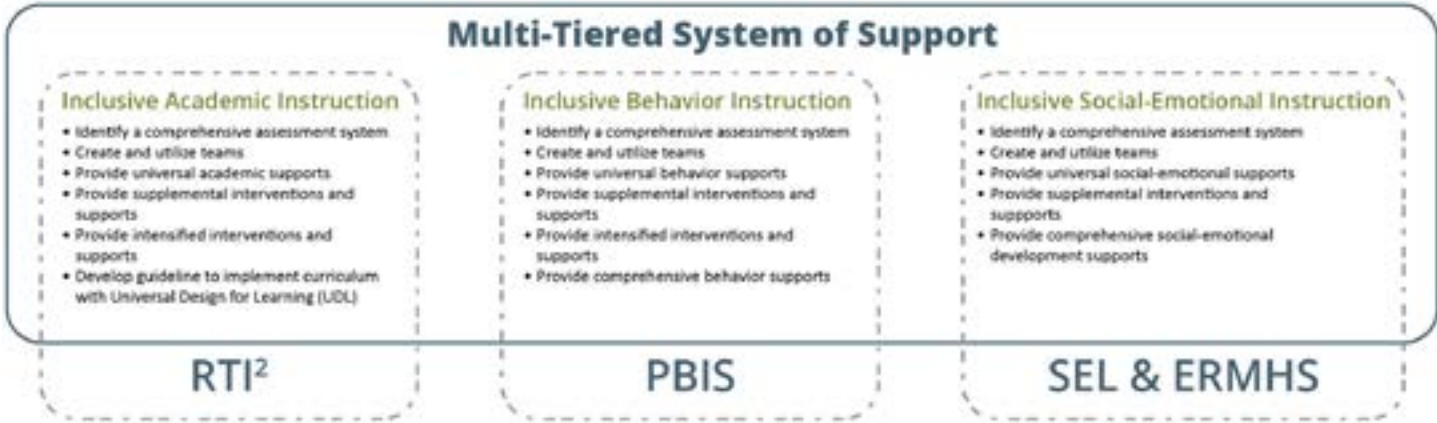 Multi-Tiered System of Support
Inclusive Academic Instruction
• Identify a comprehensive assessment system
• Create and utilize teams
• Provide universal academic supports
• Provide supplemental interventions and
supports
• Provide intensified interventions and
supports
• Develop guideline to implement curriculum
with Universal Design for Learning (UDL)
RTI²
Inclusive Behavior Instruction
• Identify a comprehensive assessment system
• Create and utilize teams
• Provide universal behavior supports
• Provide supplemental interventions and
supports
• Provide intensified interventions and
supports
• Provide comprehensive behavior supports
PBIS
Inclusive Social-Emotional Instruction
• Identify a comprehensive assessment system
• Create and utilize teams
• Provide universal social-emotional supports
• Provide supplemental interventions and
suppports
• Provide comprehensive social-emotional
development supports
SEL & ERMHS